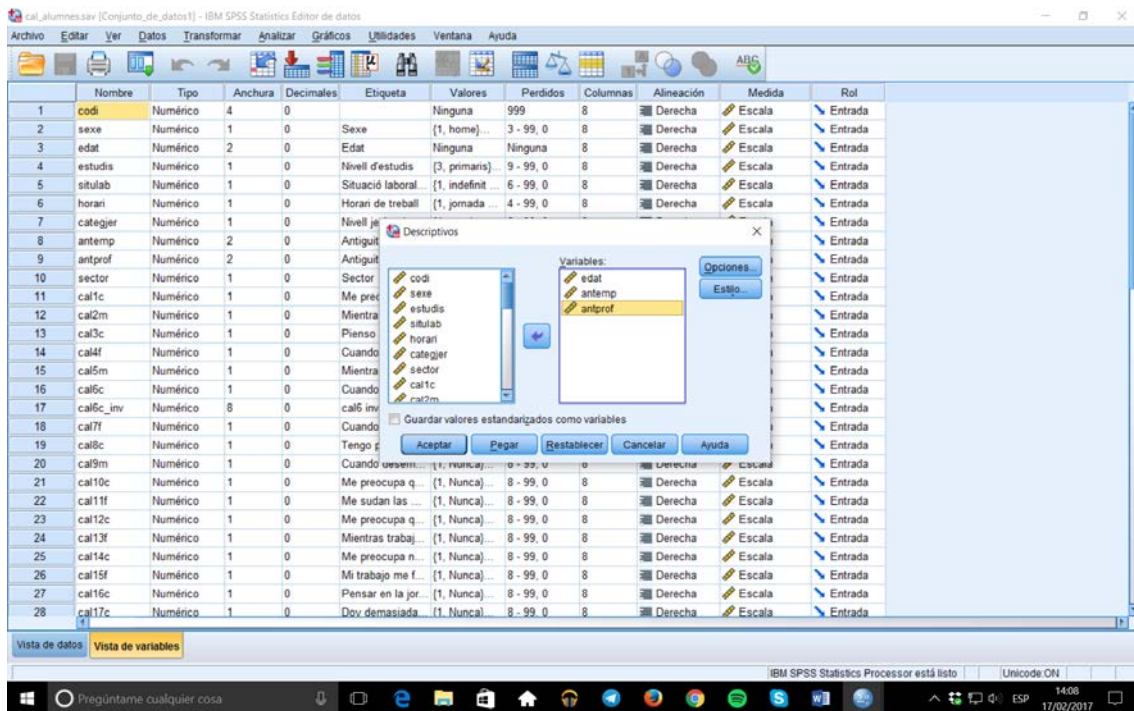 cal_alumnes.sav [Conjunto_de_datos1] - IBM SPSS Statistics Editor de datos
Archivo Editar Ver Datos Transformar Analizar Gráficos Utilidades Ventana Ayuda
Nombre Tipo Anchura Decimales Etiqueta Valores Perdidos Columnas Alineación Medida Rol
1 codi Numérico 4 0 Ninguna 999 8 Derecha Escala Entrada
2 sexe Numérico 1 0 Sexe {1, home}... 3 - 99, 0 8 Derecha Escala Entrada
3 edat Numérico 2 0 Edat Ninguna Ninguna 8 Derecha Escala Entrada
4 estudis Numérico 1 0 Nivell d'estudis {3, primaris}... 9 - 99, 0 8 Derecha Escala Entrada
5 situlab Numérico 1 0 Situació laboral... {1, indefinit ... 6 - 99, 0 8 Derecha Escala Entrada
6 horari Numérico 1 0 Horari de treball {1, jornada ... 4 - 99, 0 8 Derecha Escala Entrada
7 categjer Numérico 1 0 Nivell je
8 antemp Numérico 2 0 Antiguit Entrada
9 antprof Numérico 2 0 Antiguit Entrada
10 sector Numérico 1 0 Sector Entrada
11 cal1c Numérico 1 0 Me prec Entrada
12 cal2m Numérico 1 0 Mientra Entrada
13 cal3c Numérico 1 0 Pienso Entrada
14 cal4f Numérico 1 0 Cuando Entrada
15 cal5m Numérico 1 0 Mientra Entrada
16 cal6c Numérico 1 0 Cuando Entrada
17 cal6c_inv Numérico 8 0 cal6 inv Entrada
18 cal7f Numérico 1 0 Cuando Entrada
19 cal8c Numérico 1 0 Tengo p Entrada
20 cal9m Numérico 1 0 Cuando desem... {1, Nunca}... 8 - 99, 0 8 Derecha Escala Entrada
21 cal10c Numérico 1 0 Me preocupa q... {1, Nunca}... 8 - 99, 0 8 Derecha Escala Entrada
22 cal11f Numérico 1 0 Me sudan las ... {1, Nunca}... 8 - 99, 0 8 Derecha Escala Entrada
23 cal12c Numérico 1 0 Me preocupa q... {1, Nunca}... 8 - 99, 0 8 Derecha Escala Entrada
24 cal13f Numérico 1 0 Mientras trabaj... {1, Nunca}... 8 - 99, 0 8 Derecha Escala Entrada
25 cal14c Numérico 1 0 Me preocupa n... {1, Nunca}... 8 - 99, 0 8 Derecha Escala Entrada
26 cal15f Numérico 1 0 Mi trabajo me f... {1, Nunca}... 8 - 99, 0 8 Derecha Escala Entrada
27 cal16c Numérico 1 0 Pensar en la jor... {1, Nunca}... 8 - 99, 0 8 Derecha Escala Entrada
28 cal17c Numérico 1 0 Doy demasiada... {1, Nunca}... 8 - 99, 0 8 Derecha Escala Entrada
Descriptivos
codi
sexe
estudis
situlab
horari
categjer
sector
cal1c
cal2m
Variables:
edat
antemp
antprof
Opciones...
Estilo...
Guardar valores estandarizados como variables
Aceptar Pegar Restablecer Cancelar Ayuda
Vista de datos Vista de variables
IBM SPSS Statistics Processor está listo Unicode:ON
Pregúntame cualquier cosa
ESP
14:08
17/02/2017